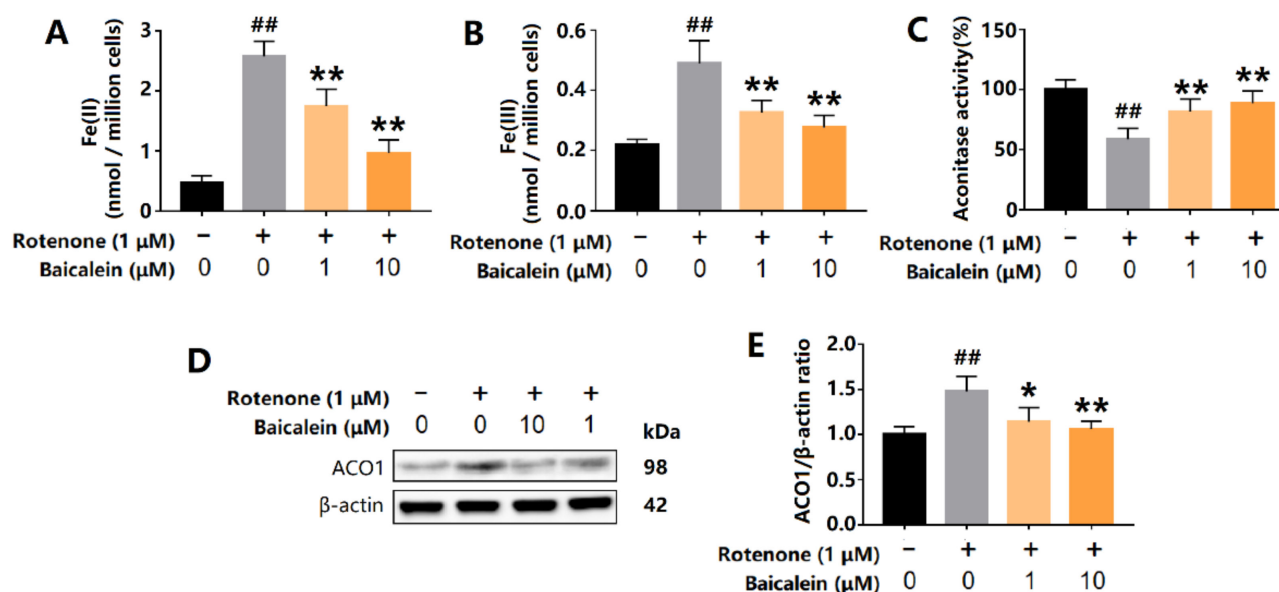 A
Fe(II)
(nmol / million cells)
3
2
1
0
##
**
**
Rotenone (1 μM) − + + +
Baicalein (μM) 0 0 1 10
B
Fe(III)
(nmol / million cells)
0.6
0.4
0.2
0.0
##
**
**
− + + +
Rotenone (1 μM)
Baicalein (μM) 0 0 1 10
C
Aconitase activity(%)
150
100
50
0
##
**
**
Rotenone (1 μM) − + + +
Baicalein (μM) 0 0 1 10
D
Rotenone (1 μM) − + + +
Baicalein (μM) 0 0 10 1 kDa
ACO1 98
β-actin 42
E
ACO1/β-actin ratio
2.0
1.5
1.0
0.5
0.0
##
*
**
Rotenone (1 μM) − + + +
Baicalein (μM) 0 0 1 10